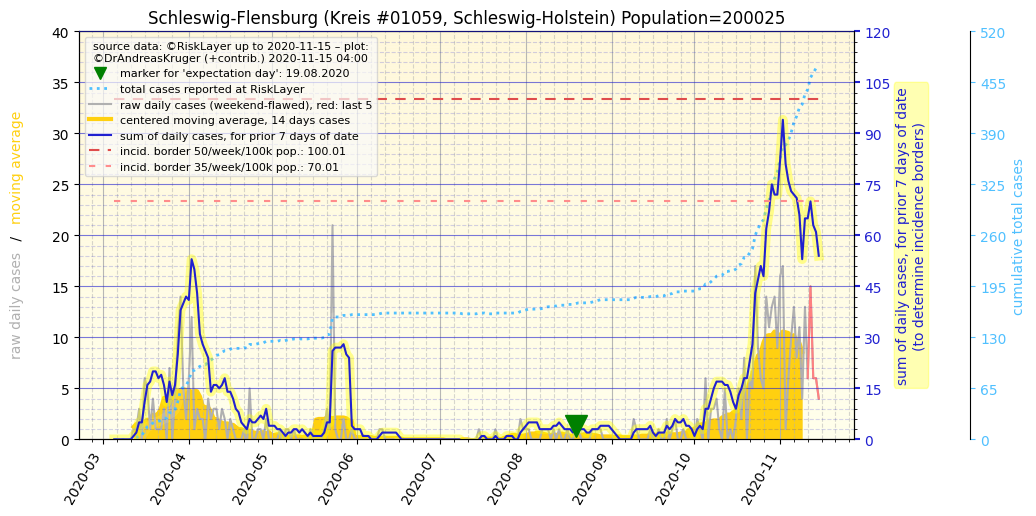 Schleswig-Flensburg (Kreis #01059, Schleswig-Holstein) Population=200025
source data: ©RiskLayer up to 2020-11-15 – plot:
©DrAndreasKruger (+contrib.) 2020-11-15 04:00
marker for 'expectation day': 19.08.2020
total cases reported at RiskLayer
raw daily cases (weekend-flawed), red: last 5
centered moving average, 14 days cases
sum of daily cases, for prior 7 days of date
incid. border 50/week/100k pop.: 100.01
incid. border 35/week/100k pop.: 70.01
raw daily cases / moving average
40
35
30
25
20
15
10
5
0
2020-03
2020-04
2020-05
2020-06
2020-07
2020-08
2020-09
2020-10
2020-11
120
105
90
75
60
45
30
15
0
sum of daily cases, for prior 7 days of date
(to determine incidence borders)
520
455
390
325
260
195
130
65
0
cumulative total cases